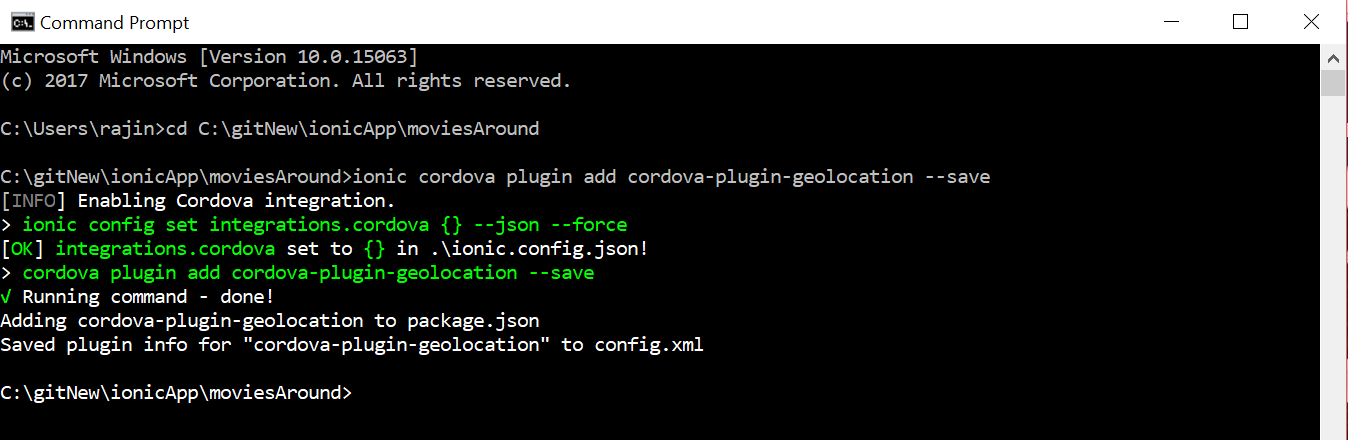 Command Prompt
Microsoft Windows [Version 10.0.15063]
(c) 2017 Microsoft Corporation. All rights reserved.
C:\Users\rajin>cd C:\gitNew\ionicApp\moviesAround
C:\gitNew\ionicApp\moviesAround>ionic cordova plugin add cordova-plugin-geolocation --save
[INFO] Enabling Cordova integration.
> ionic config set integrations.cordova {} --json --force
[OK] integrations.cordova set to {} in .\ionic.config.json!
> cordova plugin add cordova-plugin-geolocation --save
√ Running command - done!
Adding cordova-plugin-geolocation to package.json
Saved plugin info for "cordova-plugin-geolocation" to config.xml
C:\gitNew\ionicApp\moviesAround>